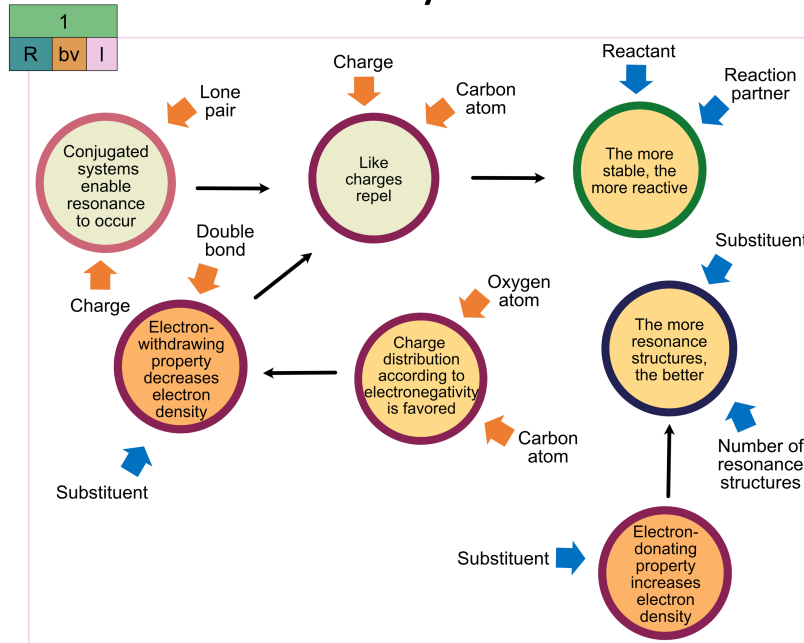 1
R bv I
Lone
pair
Charge
Carbon
atom
Reactant
Reaction
partner
Conjugated
systems
enable
resonance
to occur
Like
charges
repel
The more
stable, the
more reactive
Charge
Double
bond
Substituent
Electron-
withdrawing
property
decreases
electron
density
Oxygen
atom
Charge
distribution
according to
electronegativity
is favored
The more
resonance
structures,
the better
Substituent
Carbon
atom
Number of
resonance
structures
Substituent
Electron-
donating
property
increases
electron
density